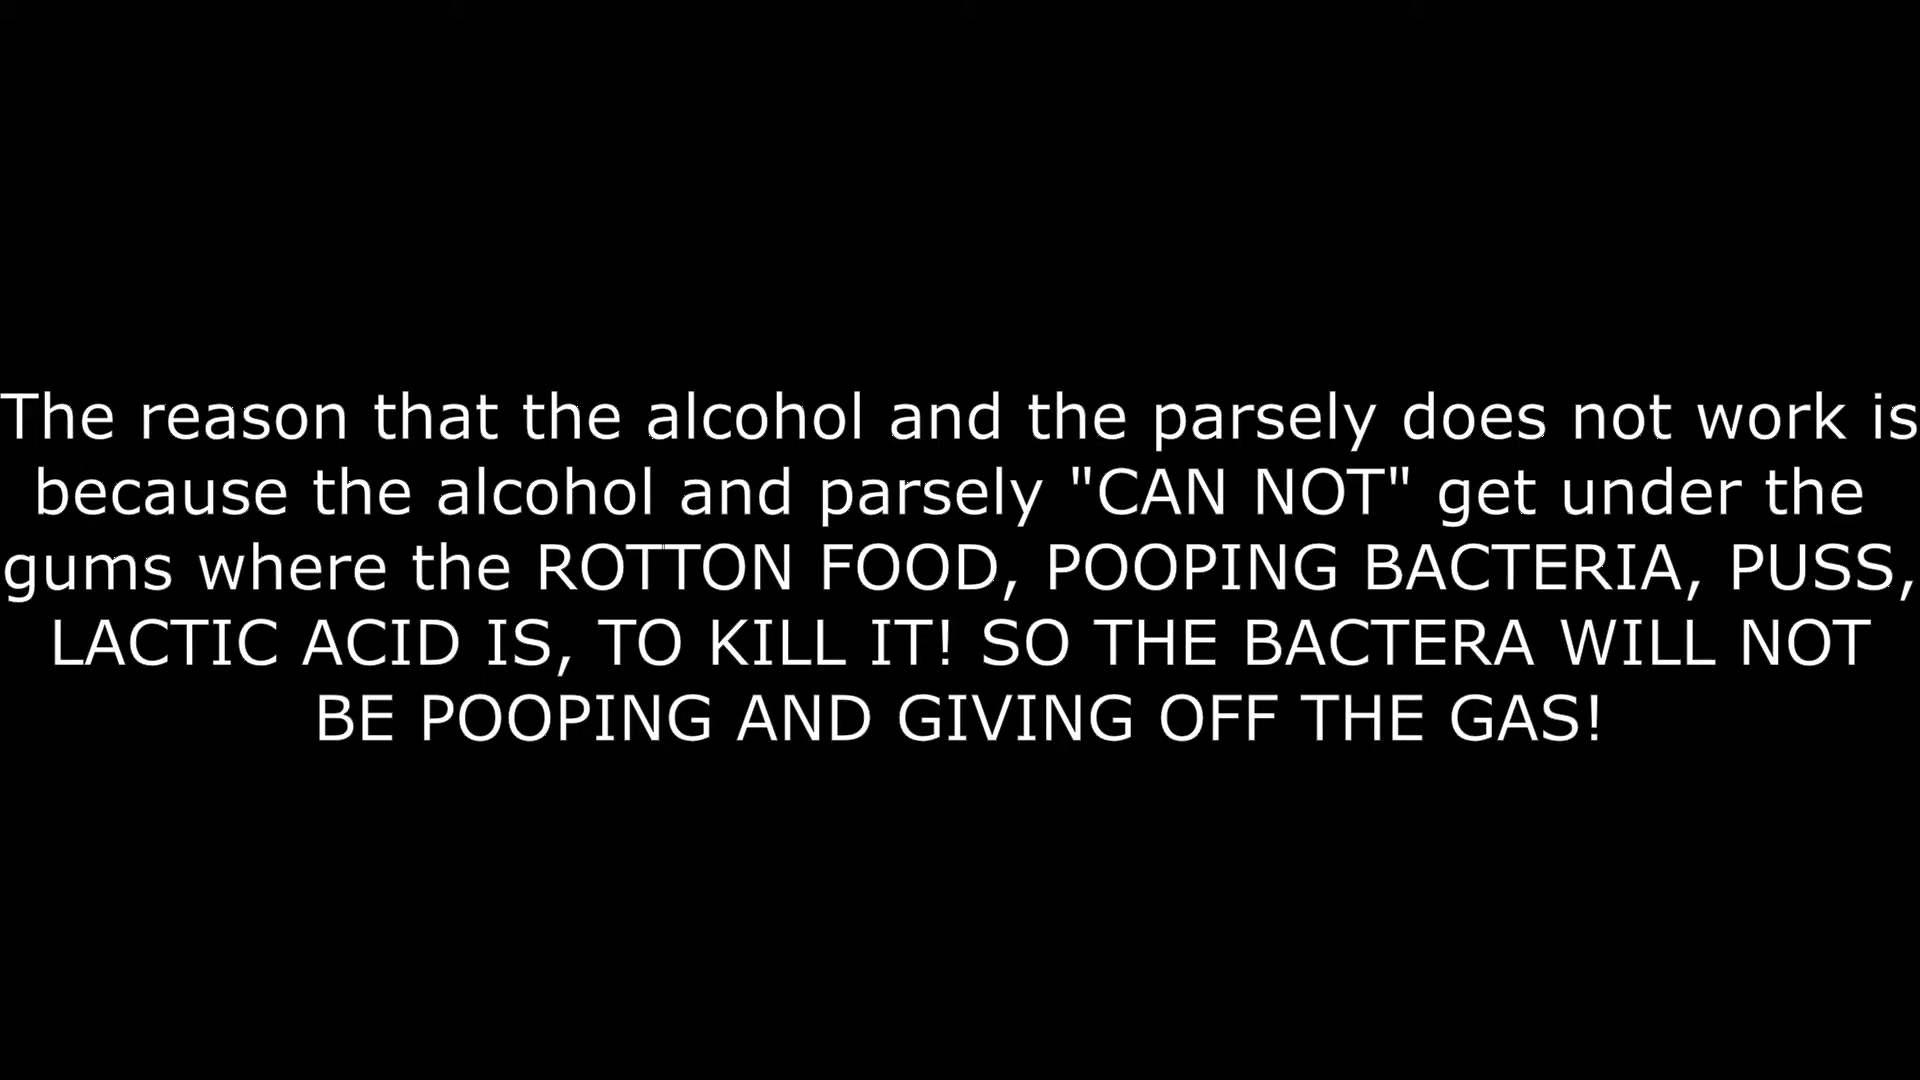 The reason that the alcohol and the parsely does not work is
because the alcohol and parsely "CAN NOT" get under the
gums where the ROTTON FOOD, POOPING BACTERIA, PUSS,
LACTIC ACID IS, TO KILL IT! SO THE BACTERA WILL NOT
BE POOPING AND GIVING OFF THE GAS!